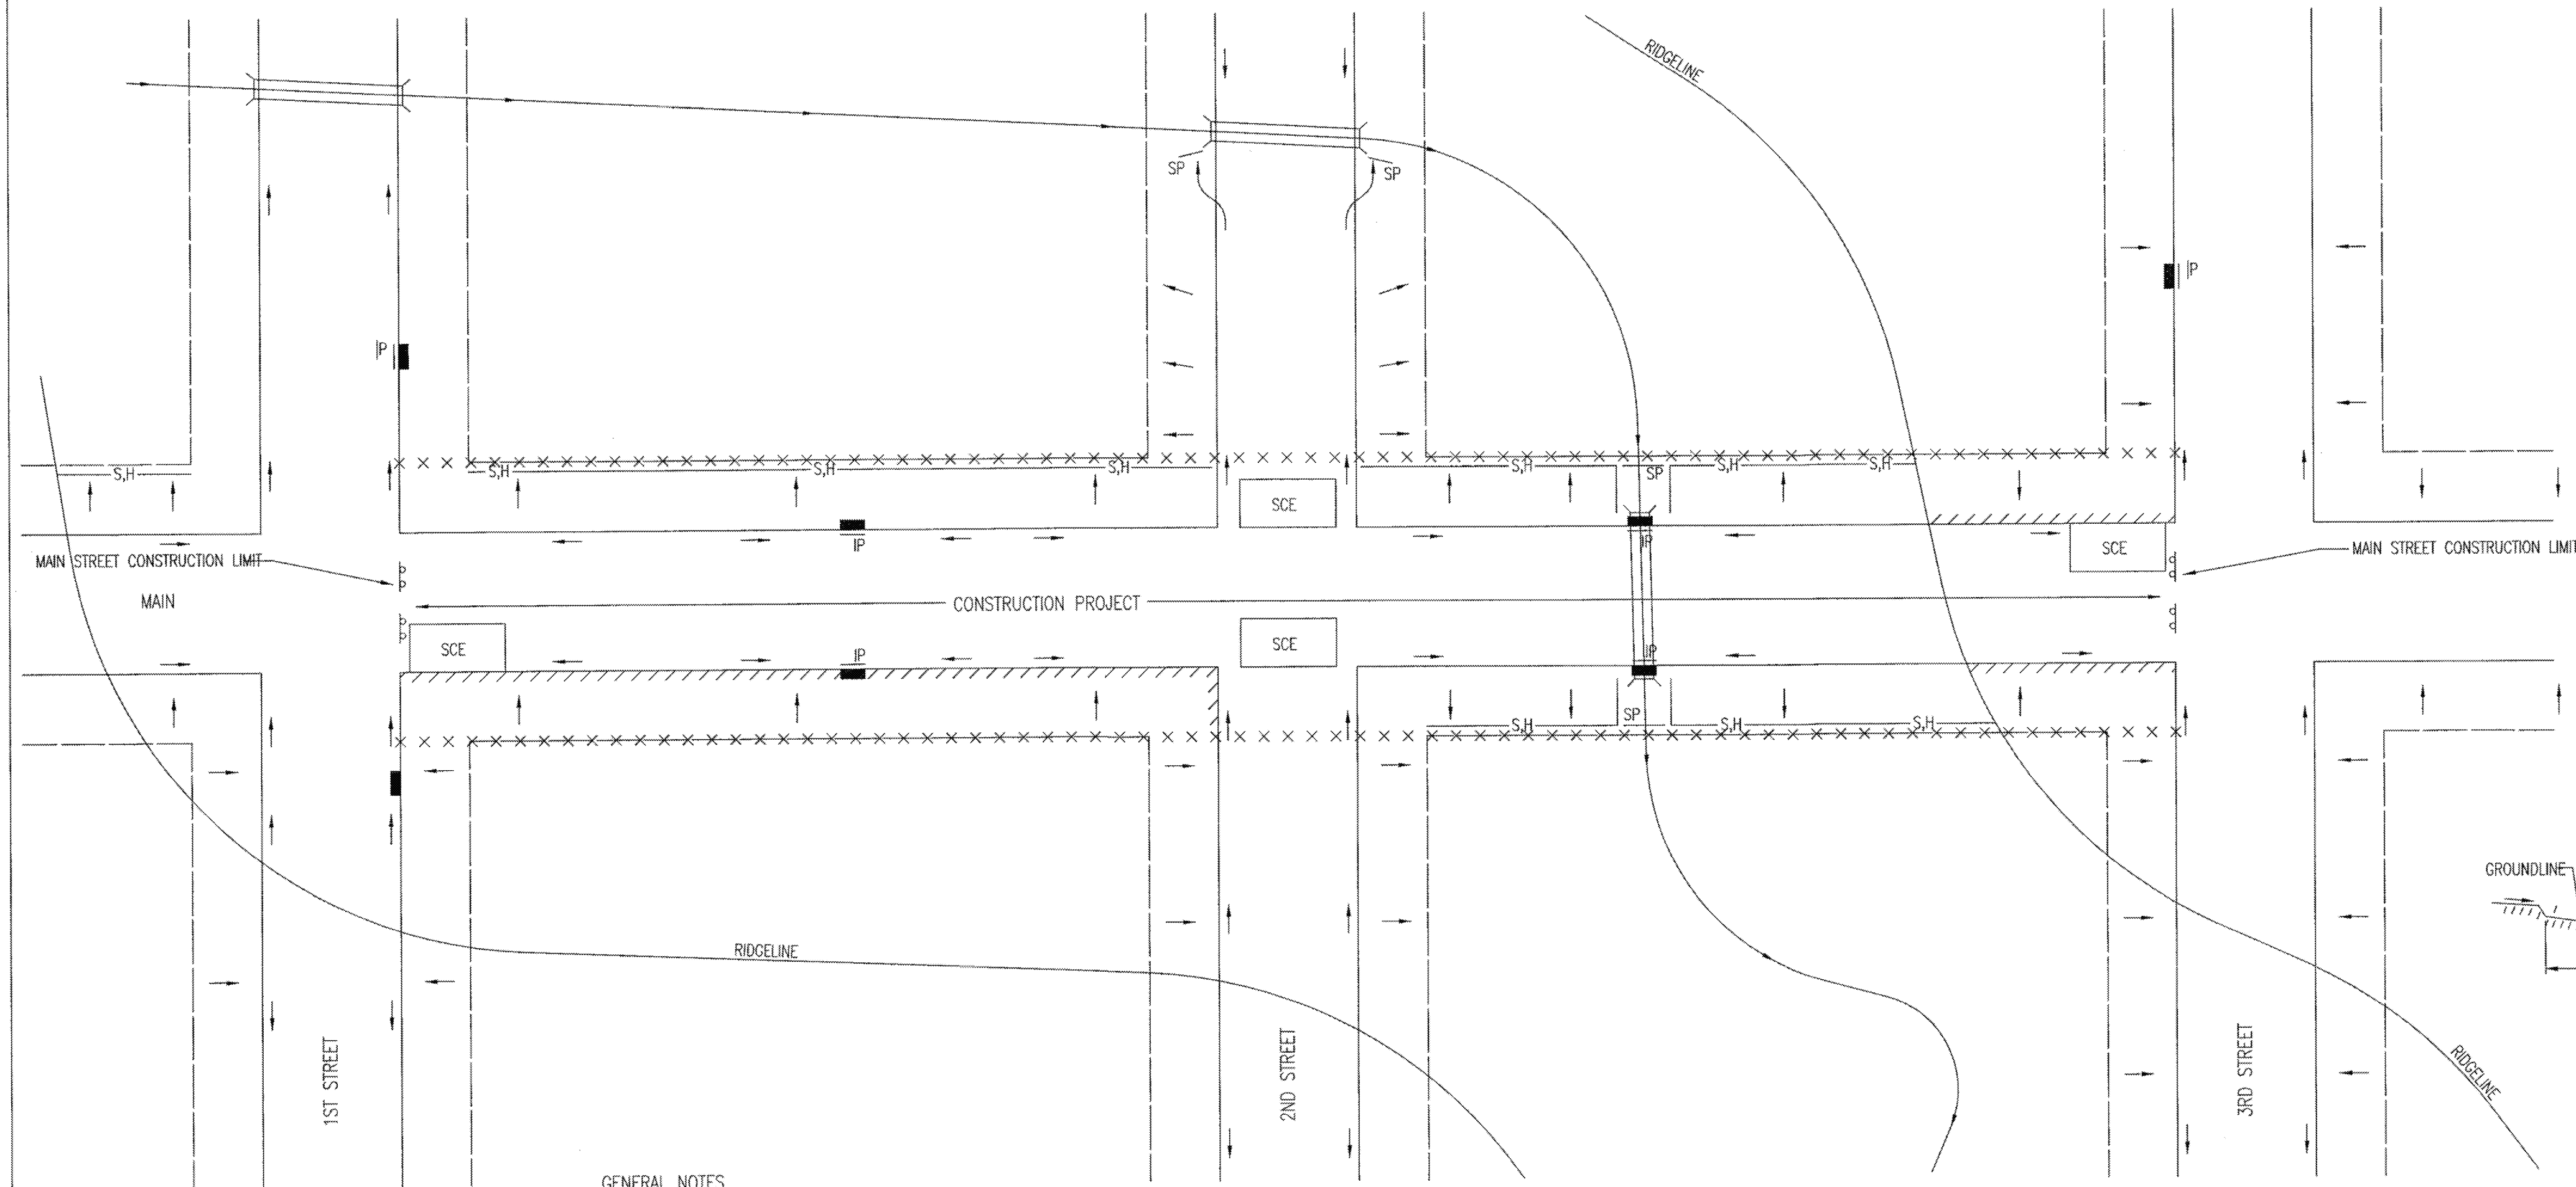 RIDGELINE
SP
SP
IP
IP
S,H
S,H
S,H
S,H
S,H
SP
S,H
S,H
SCE
IP
IP
SCE
MAIN STREET CONSTRUCTION LIMIT
MAIN STREET CONSTRUCTION LIMIT
MAIN
CONSTRUCTION PROJECT
SCE
SCE
IP
IP
S,H
SP
S,H
S,H
GROUNDLINE
RIDGELINE
1ST STREET
2ND STREET
3RD STREET
RIDGELINE
GENERAL NOTES